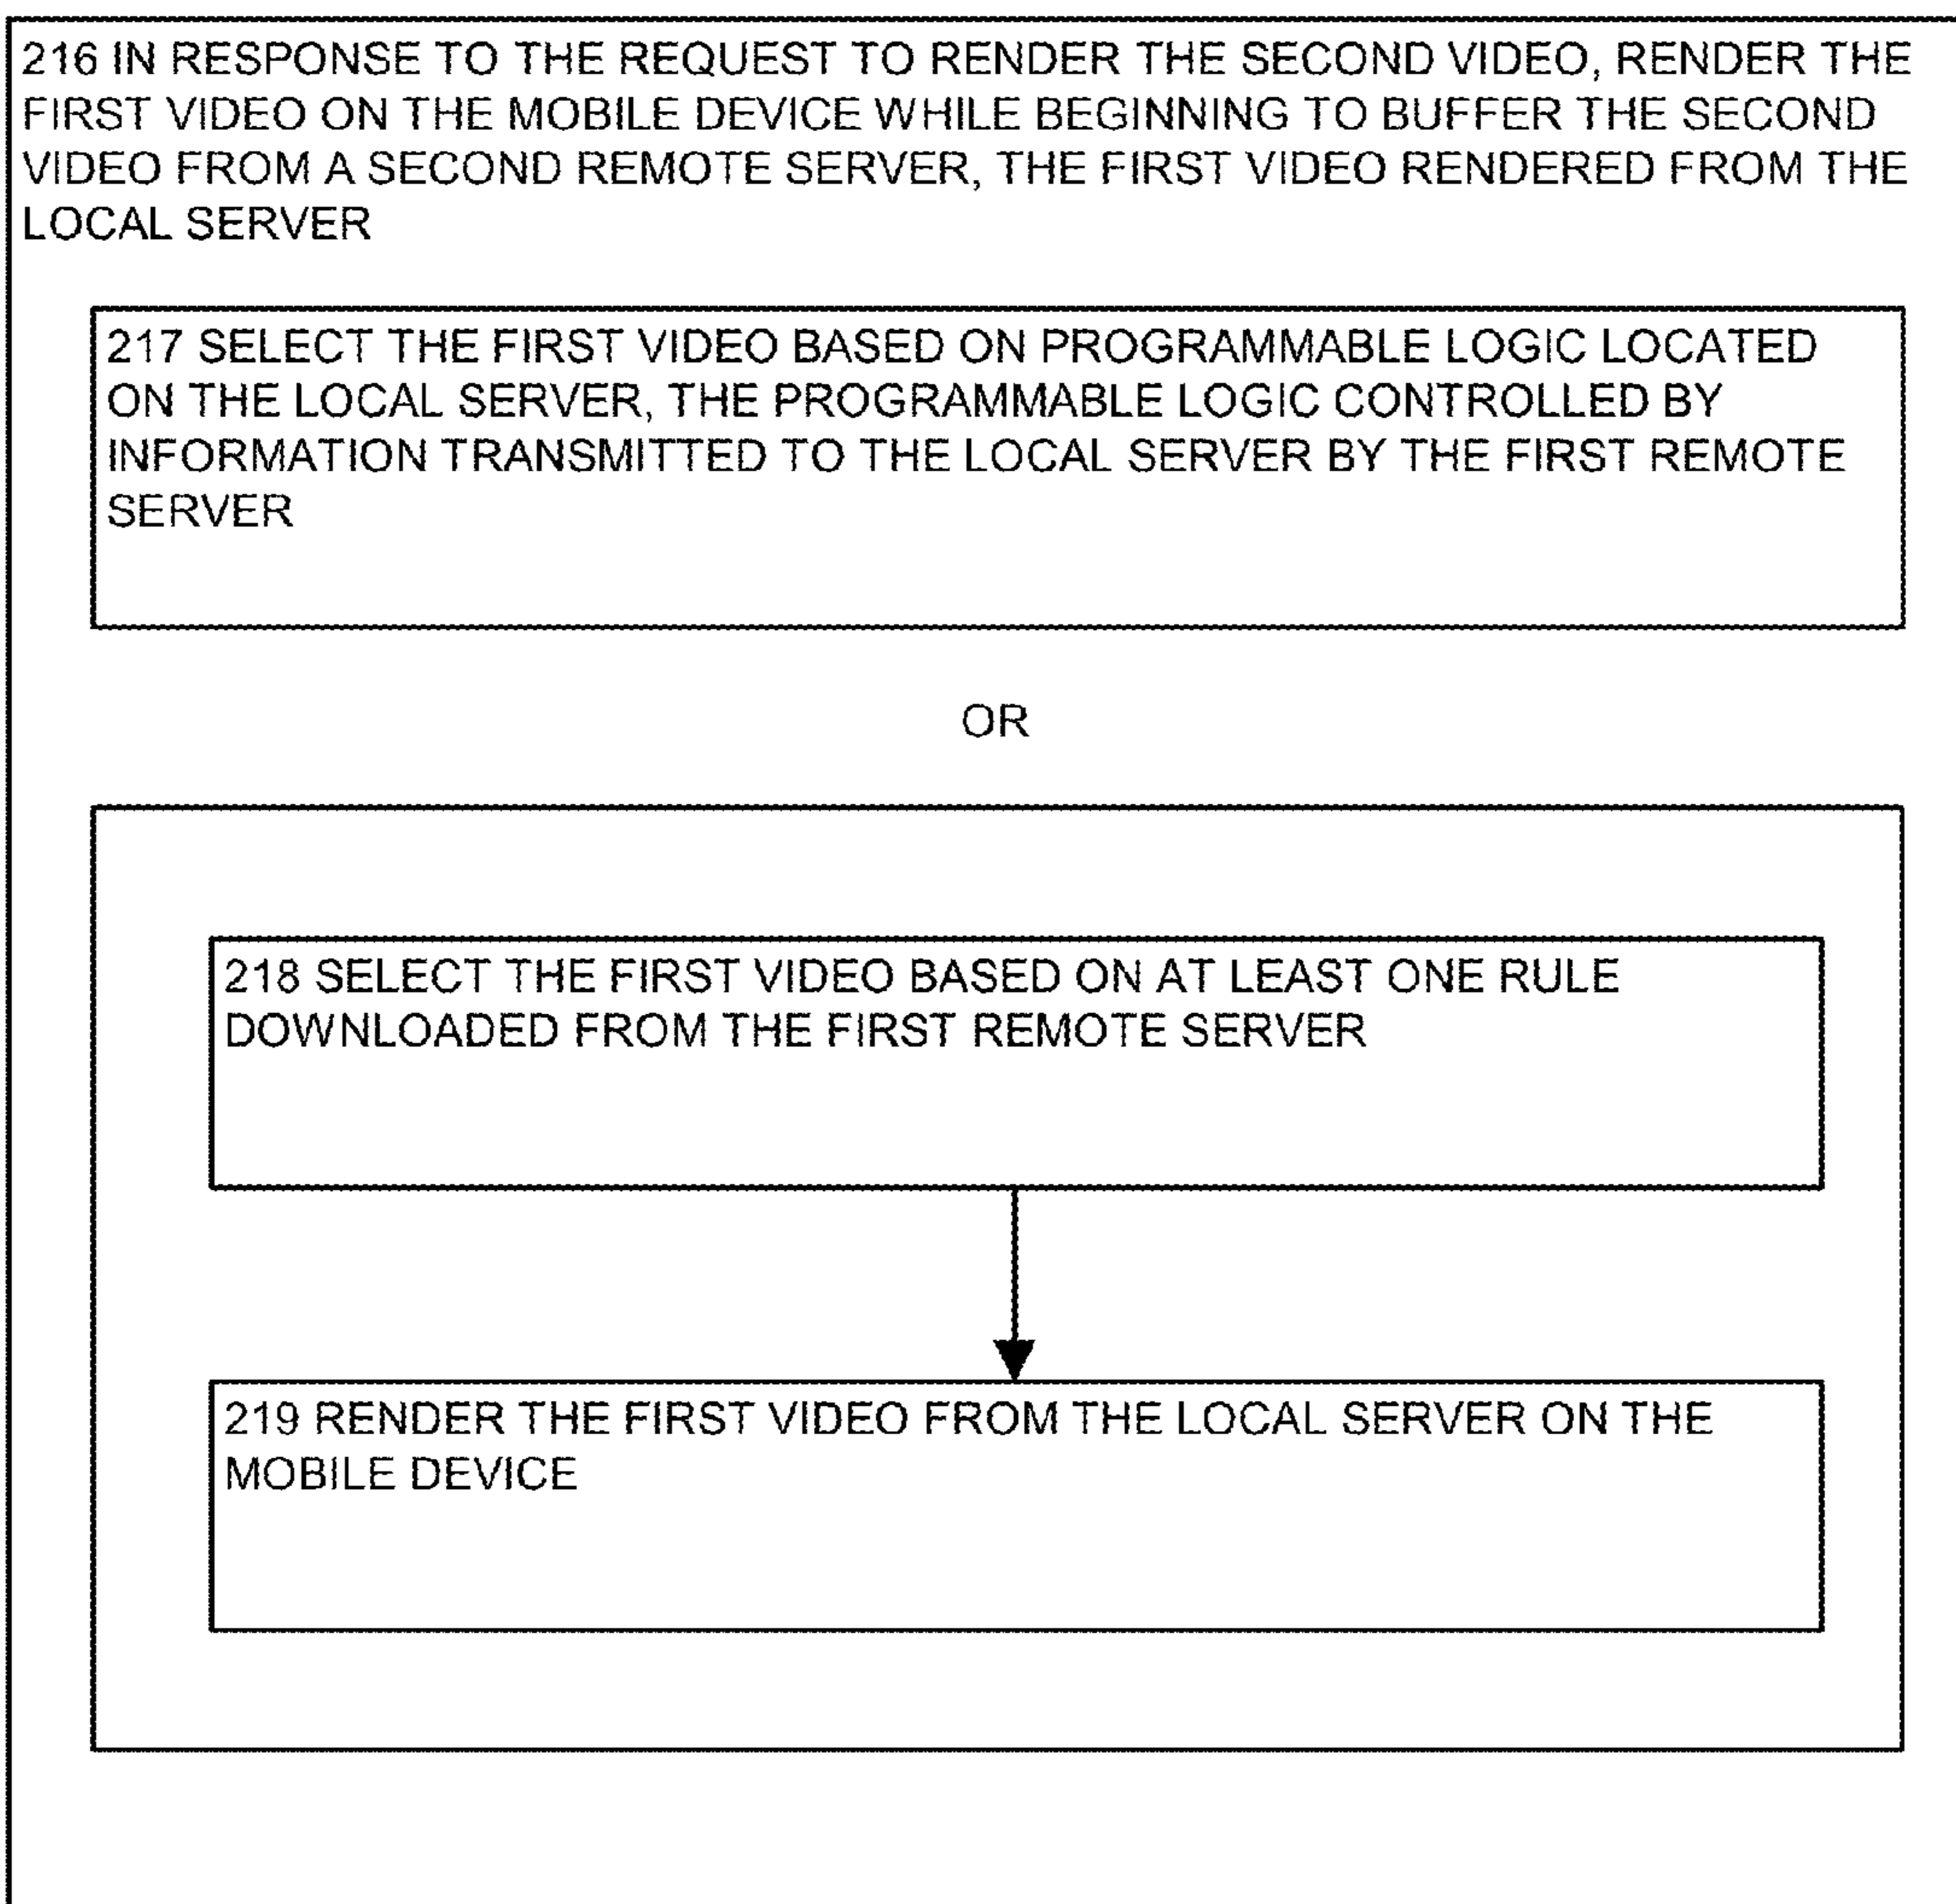 216 IN RESPONSE TO THE REQUEST TO RENDER THE SECOND VIDEO, RENDER THE
FIRST VIDEO ON THE MOBILE DEVICE WHILE BEGINNING TO BUFFER THE SECOND
VIDEO FROM A SECOND REMOTE SERVER, THE FIRST VIDEO RENDERED FROM THE
LOCAL SERVER
217 SELECT THE FIRST VIDEO BASED ON PROGRAMMABLE LOGIC LOCATED
ON THE LOCAL SERVER, THE PROGRAMMABLE LOGIC CONTROLLED BY
INFORMATION TRANSMITTED TO THE LOCAL SERVER BY THE FIRST REMOTE
SERVER
OR
218 SELECT THE FIRST VIDEO BASED ON AT LEAST ONE RULE
DOWNLOADED FROM THE FIRST REMOTE SERVER
219 RENDER THE FIRST VIDEO FROM THE LOCAL SERVER ON THE
MOBILE DEVICE